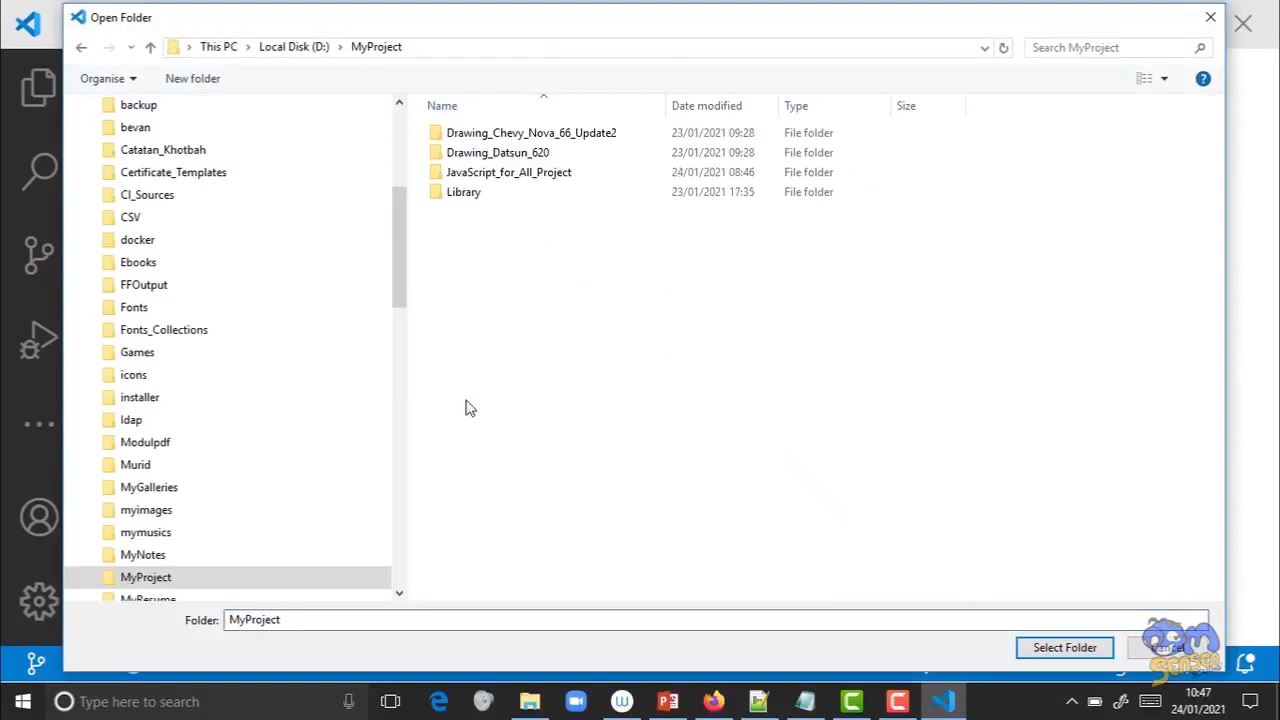 Open Folder
This PC
Local Disk (D:)
MyProject
Search MyProject
Organise
New folder
backup
bevan
Catatan_Khotbah
Certificate_Templates
CI_Sources
CSV
docker
Ebooks
FFOutput
Fonts
Fonts_Collections
Games
icons
installer
ldap
Modulpdf
Murid
MyGalleries
myimages
mymusics
MyNotes
MyProject
MyResume
Name
Date modified
Type
Size
Drawing_Chevy_Nova_66_Update2 23/01/2021 09:28 File folder
Drawing_Datsun_620 23/01/2021 09:28 File folder
JavaScript_for_All_Project 24/01/2021 08:46 File folder
Library 23/01/2021 17:35 File folder
Folder: MyProject
Select Folder
Type here to search
10:47
24/01/2021